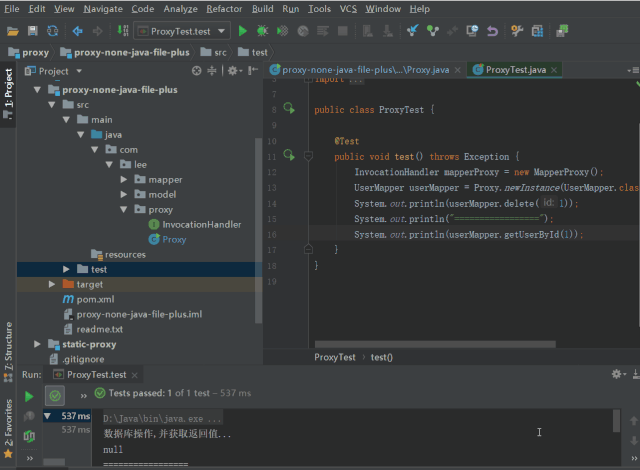 File Edit View Navigate Code Analyze Refactor Build Run Tools VCS Window Help
ProxyTest.test
proxy proxy-none-java-file-plus src test
1: Project
7: Structure
2: Favorites
Project
proxy-none-java-file-plus\...\Proxy.java ProxyTest.java
proxy-none-java-file-plus
src
main
java
com
lee
mapper
model
proxy
InvocationHandler
Proxy
resources
test
target
pom.xml
proxy-none-java-file-plus.iml
readme.txt
static-proxy
.gitignore
import ...
7
8 public class ProxyTest {
9
10 @Test
11 public void test() throws Exception {
12 InvocationHandler mapperProxy = new MapperProxy();
13 UserMapper userMapper = Proxy.newInstance(UserMapper.class
14 System.out.println(userMapper.delete( id: 1));
15 System.out.println("=================");
16 System.out.println(userMapper.getUserById(1));
17 }
18 }
19
ProxyTest › test()
Run: ProxyTest.test
» Tests passed: 1 of 1 test – 537 ms
537 ms
537 ms
D:\Java\bin\java.exe ...
数据库操作,并获取返回值...
null
=================